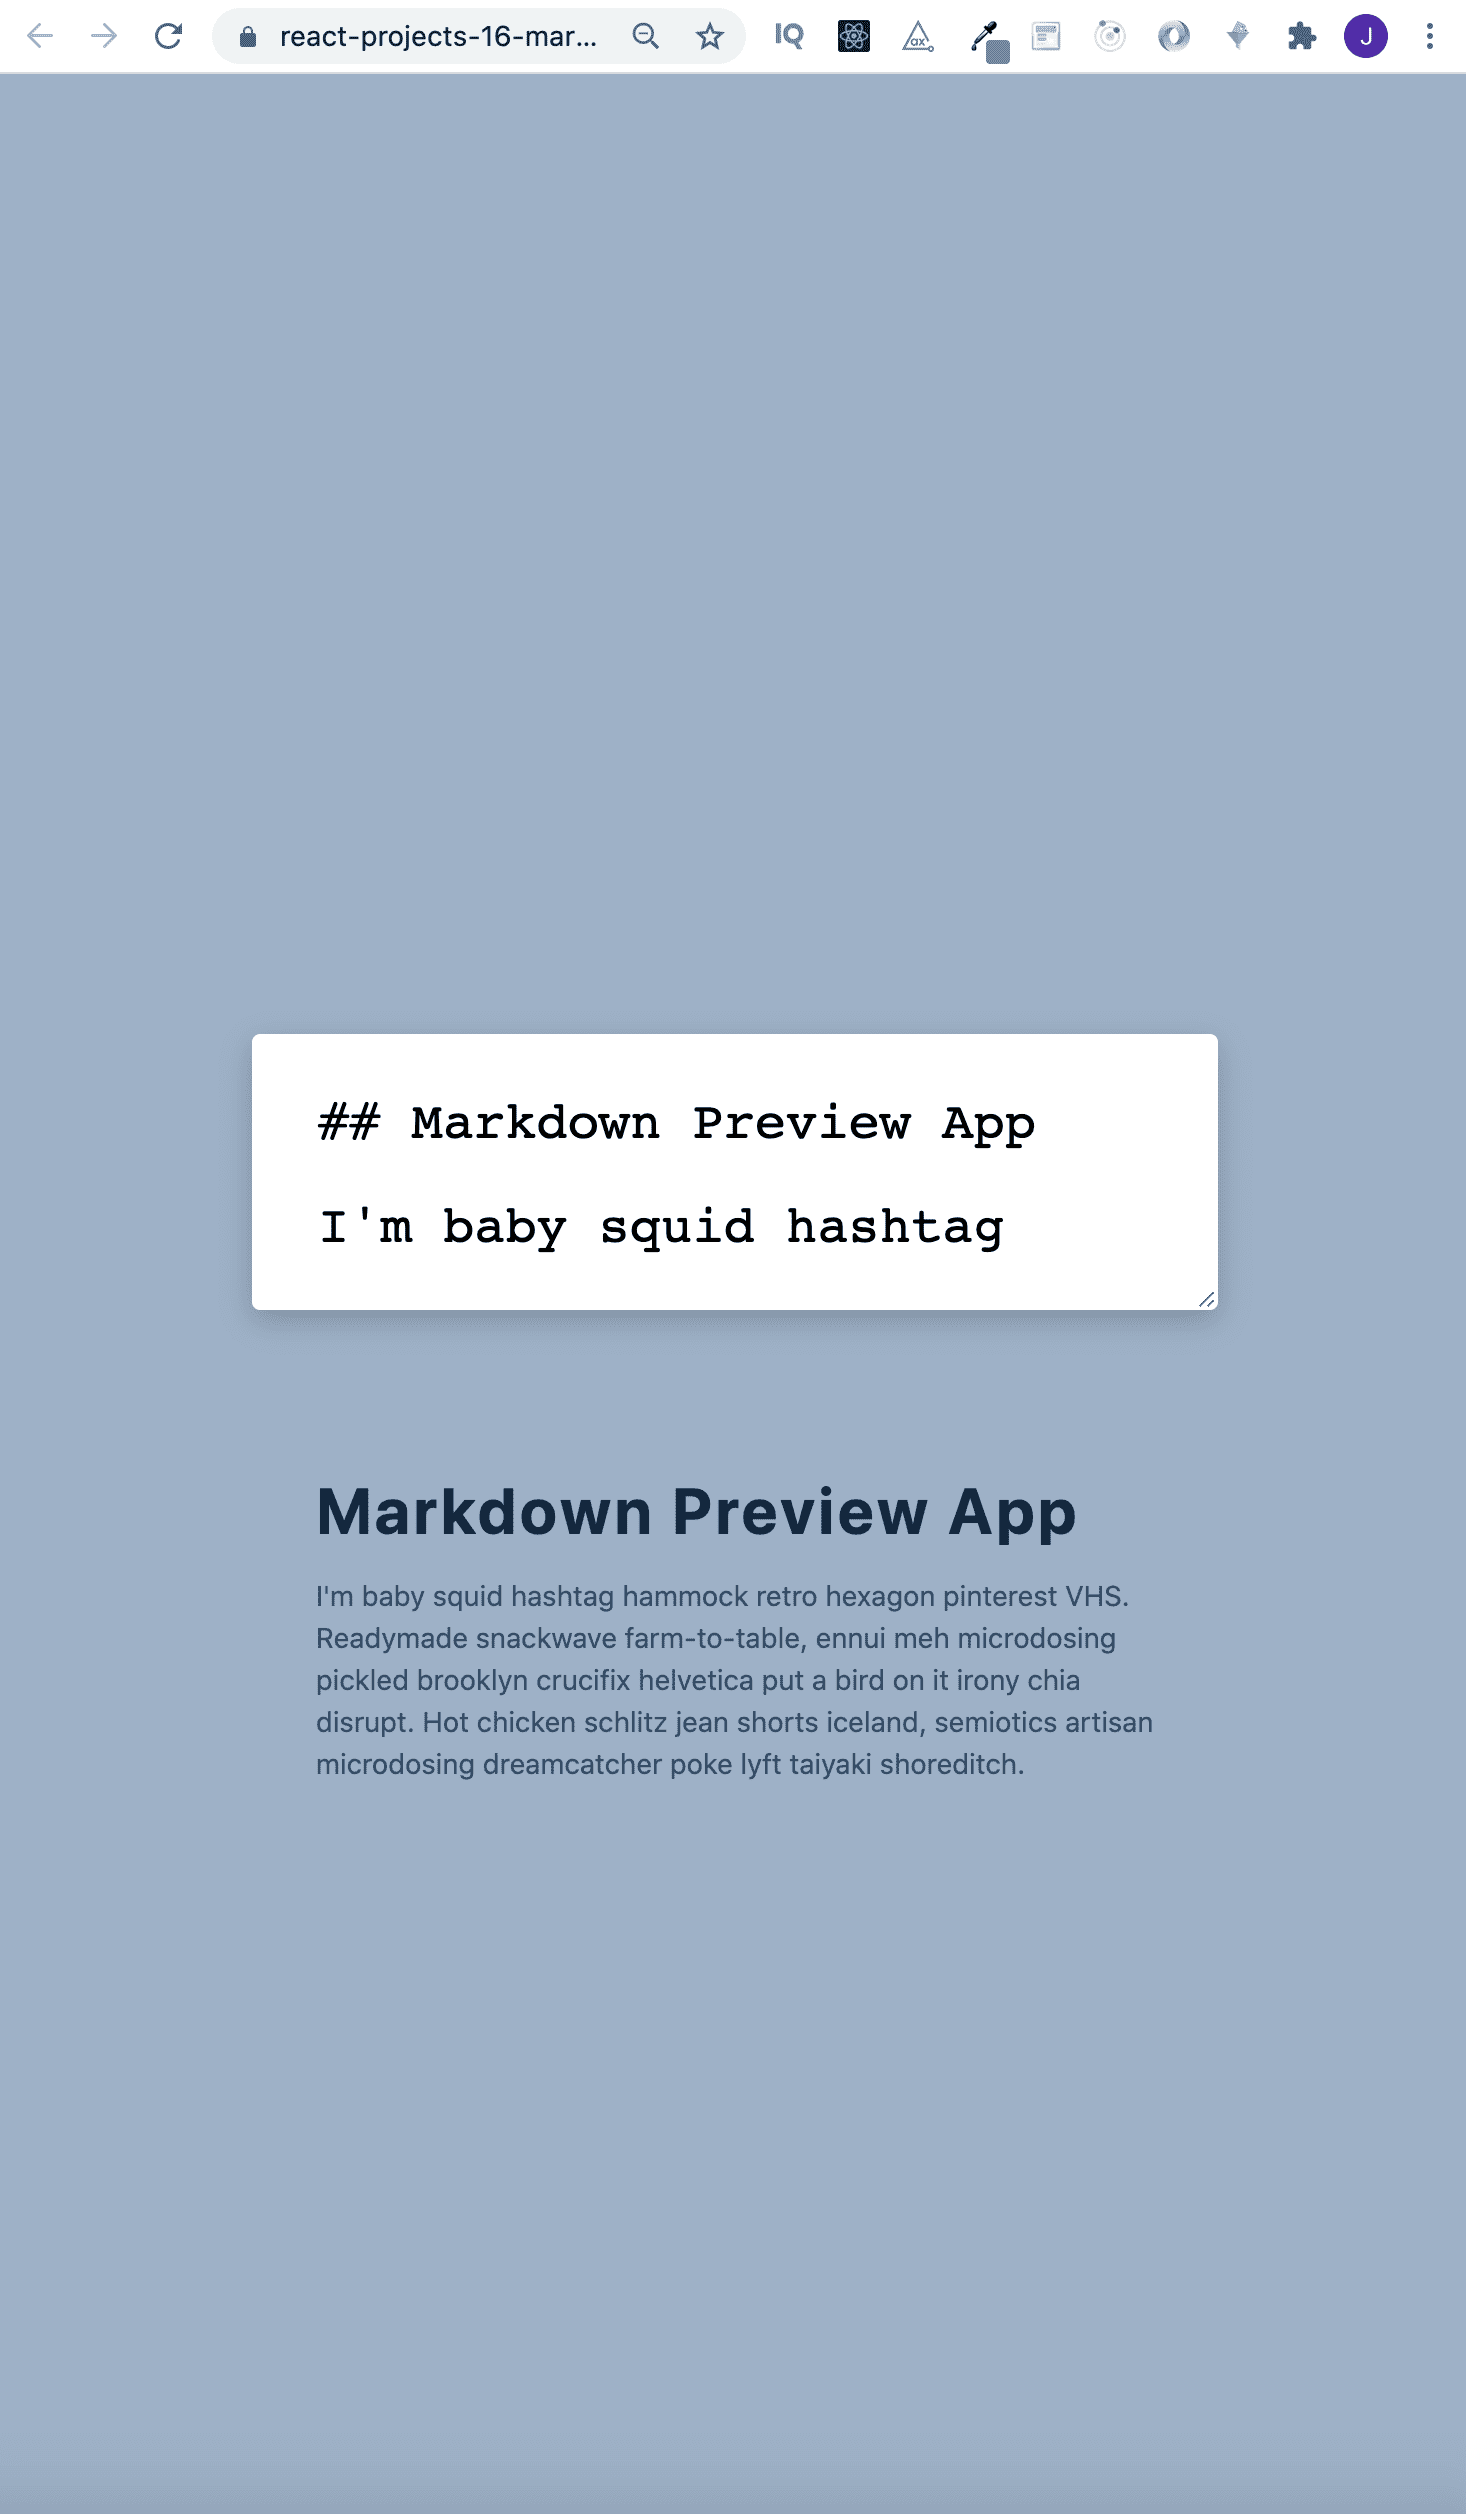 react-projects-16-mar...
IQ
ax
J
## Markdown Preview App
I'm baby squid hashtag
Markdown Preview App
I'm baby squid hashtag hammock retro hexagon pinterest VHS.
Readymade snackwave farm-to-table, ennui meh microdosing
pickled brooklyn crucifix helvetica put a bird on it irony chia
disrupt. Hot chicken schlitz jean shorts iceland, semiotics artisan
microdosing dreamcatcher poke lyft taiyaki shoreditch.